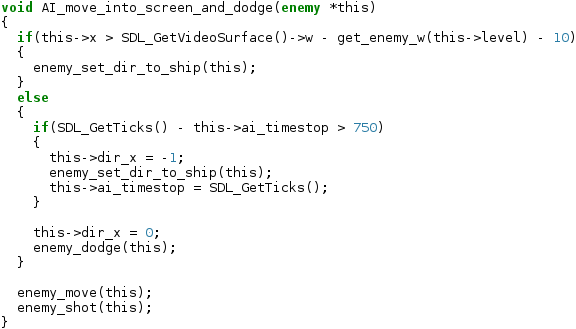 void AI_move_into_screen_and_dodge(enemy *this)
{
  if(this->x > SDL_GetVideoSurface()->w - get_enemy_w(this->level) - 10)
  {
    enemy_set_dir_to_ship(this);
  }
  else
  {
    if(SDL_GetTicks() - this->ai_timestop > 750)
    {
      this->dir_x = -1;
      enemy_set_dir_to_ship(this);
      this->ai_timestop = SDL_GetTicks();
    }

    this->dir_x = 0;
    enemy_dodge(this);
  }

  enemy_move(this);
  enemy_shot(this);
}